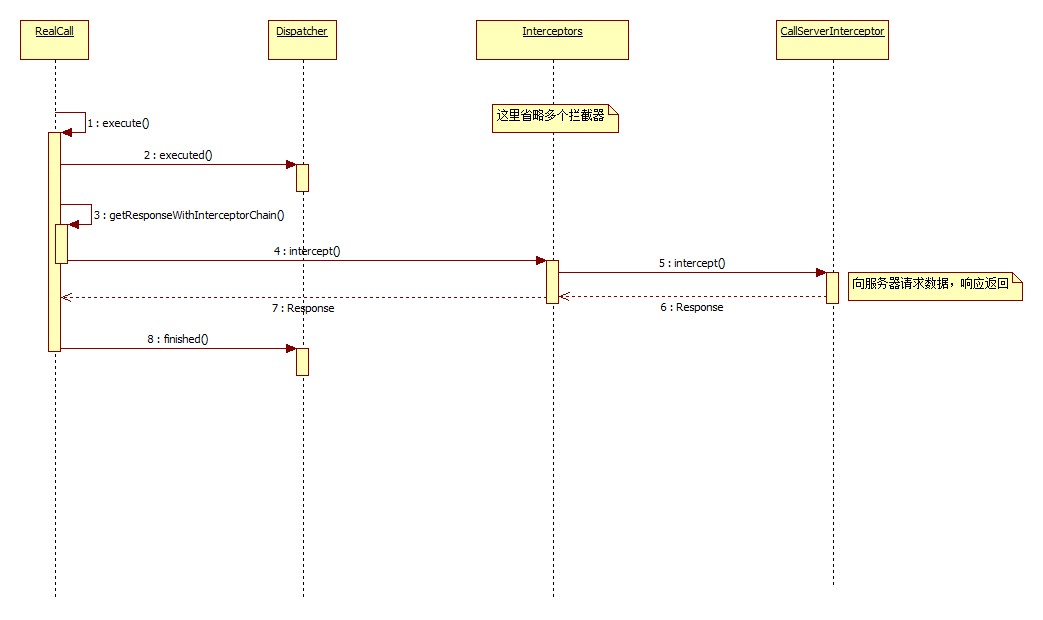 RealCall
Dispatcher
Interceptors
CallServerInterceptor
这里省略多个拦截器
1 : execute()
2 : executed()
3 : getResponseWithInterceptorChain()
4 : intercept()
5 : intercept()
向服务器请求数据，响应返回
6 : Response
7 : Response
8 : finished()